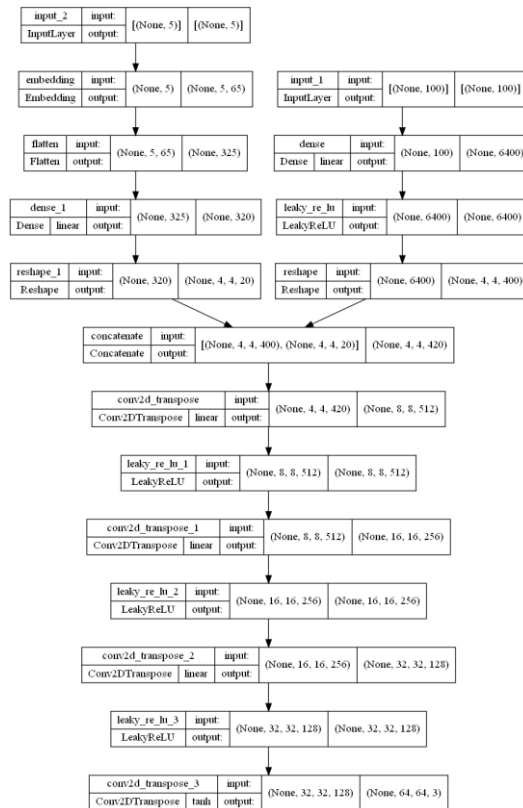 input_2 input: [(None, 5)] [(None, 5)]
InputLayer output:
embedding input: (None, 5) (None, 5, 65)
Embedding output:
input_1 input: [(None, 100)] [(None, 100)]
InputLayer output:
flatten input: (None, 5, 65) (None, 325)
Flatten output:
dense input: (None, 100) (None, 6400)
Dense linear output:
dense_1 input: (None, 325) (None, 320)
Dense linear output:
leaky_re_lu input: (None, 6400) (None, 6400)
LeakyReLU output:
reshape_1 input: (None, 320) (None, 4, 4, 20)
Reshape output:
reshape input: (None, 6400) (None, 4, 4, 400)
Reshape output:
concatenate input: [(None, 4, 4, 400), (None, 4, 4, 20)] (None, 4, 4, 420)
Concatenate output:
conv2d_transpose input: (None, 4, 4, 420) (None, 8, 8, 512)
Conv2DTranspose linear output:
leaky_re_lu_1 input: (None, 8, 8, 512) (None, 8, 8, 512)
LeakyReLU output:
conv2d_transpose_1 input: (None, 8, 8, 512) (None, 16, 16, 256)
Conv2DTranspose linear output:
leaky_re_lu_2 input: (None, 16, 16, 256) (None, 16, 16, 256)
LeakyReLU output:
conv2d_transpose_2 input: (None, 16, 16, 256) (None, 32, 32, 128)
Conv2DTranspose linear output:
leaky_re_lu_3 input: (None, 32, 32, 128) (None, 32, 32, 128)
LeakyReLU output:
conv2d_transpose_3 input: (None, 32, 32, 128) (None, 64, 64, 3)
Conv2DTranspose tanh output: